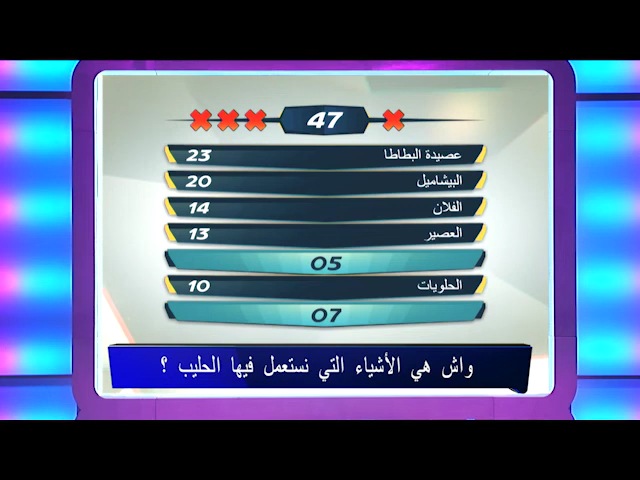 ✖✖✖ 47 ✖
عصيدة البطاطا 23
البيشاميل 20
الفلان 14
العصير 13
05
الحلويات 10
07
واش هي الأشياء التي نستعمل فيها الحليب ؟